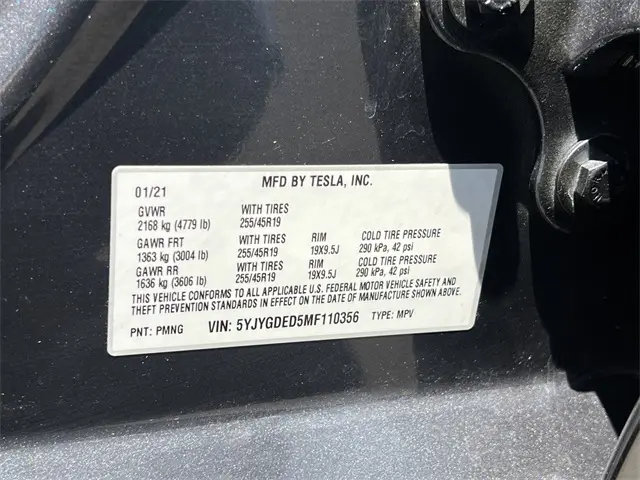 MFD BY TESLA, INC.
01/21
GVWR WITH TIRES
2168 kg (4779 lb) 255/45R19
GAWR FRT WITH TIRES RIM COLD TIRE PRESSURE
1363 kg (3004 lb) 255/45R19 19X9.5J 290 kPa, 42 psi
GAWR RR WITH TIRES RIM COLD TIRE PRESSURE
1636 kg (3606 lb) 255/45R19 19X9.5J 290 kPa, 42 psi
THIS VEHICLE CONFORMS TO ALL APPLICABLE U.S. FEDERAL MOTOR VEHICLE SAFETY AND
THEFT PREVENTION STANDARDS IN EFFECT ON THE DATE OF MANUFACTURE SHOWN ABOVE.
PNT: PMNG VIN: 5YJYGDED5MF110356 TYPE: MPV